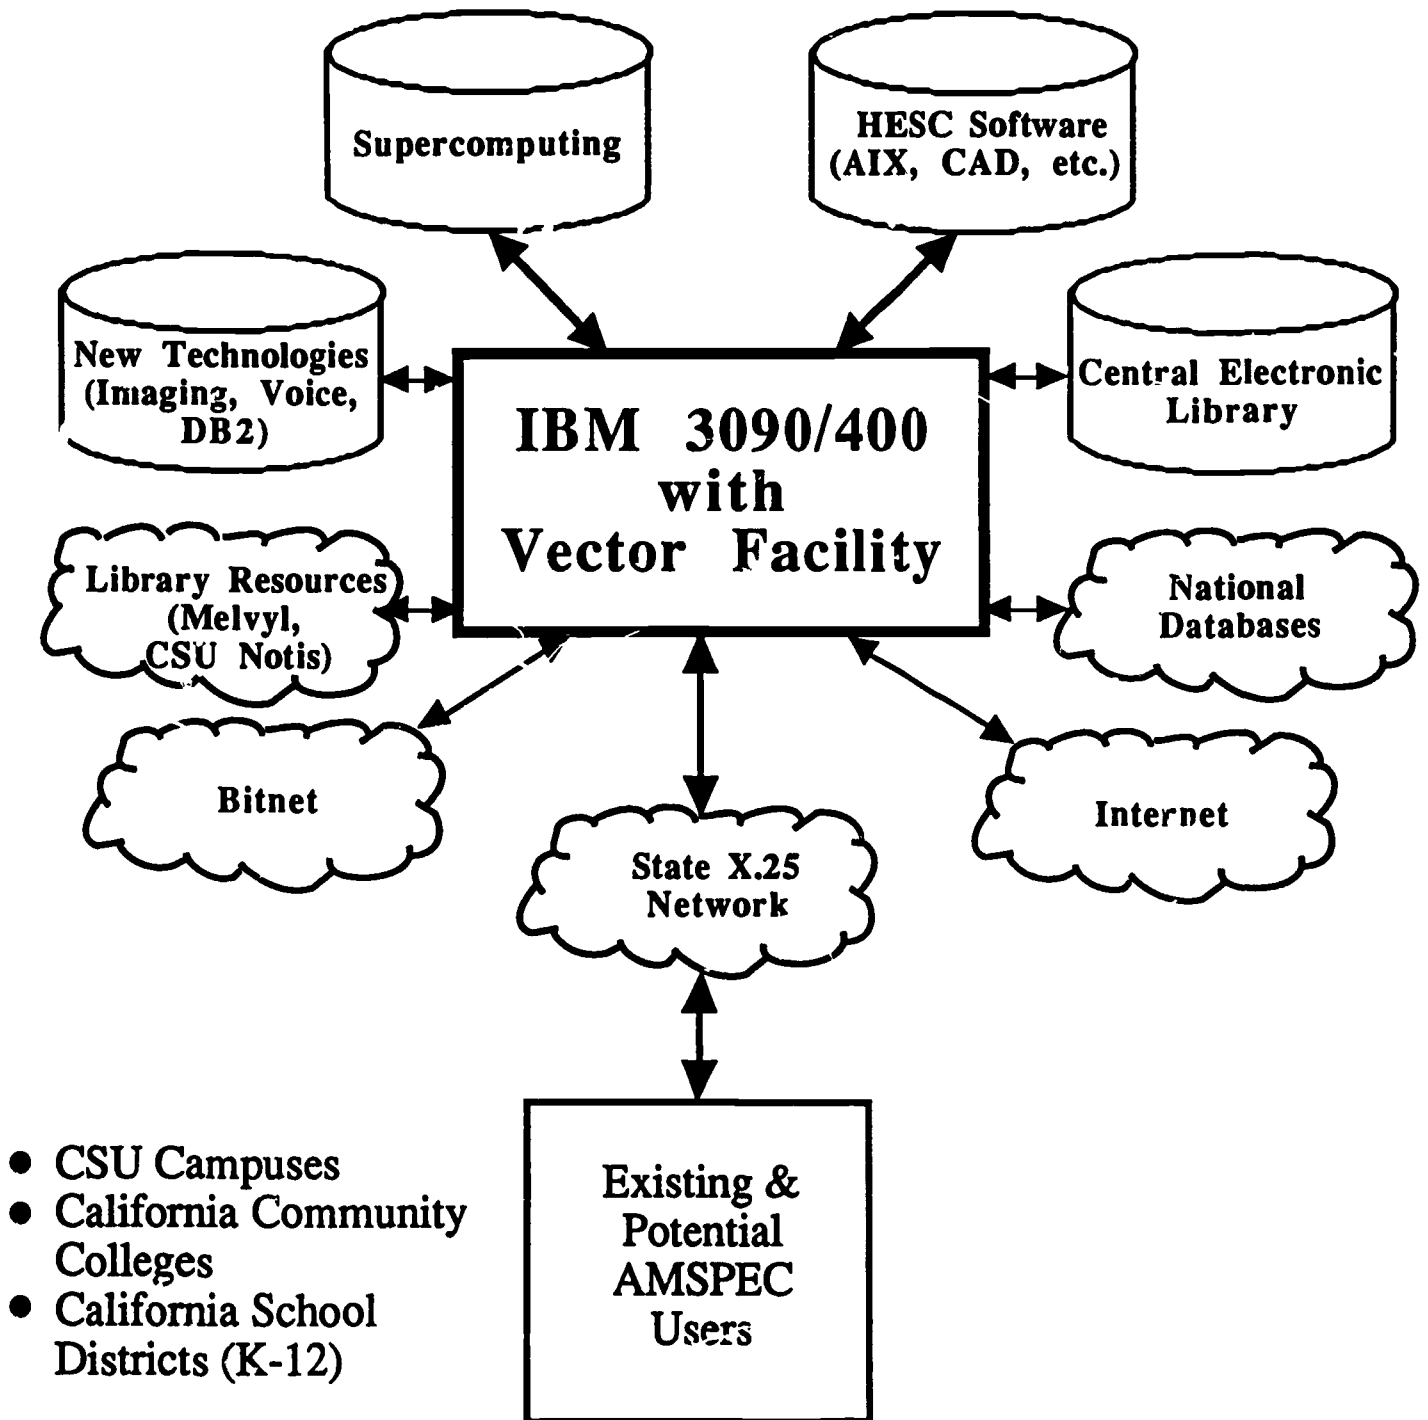 Supercomputing
HESC Software
(AIX, CAD, etc.)
New Technologies
(Imaging, Voice,
DB2)
IBM 3090/400
with
Vector Facility
Central Electronic
Library
Library Resources
(Melvyl,
CSU Notis)
National
Databases
Bitnet
State X.25
Network
Internet
• CSU Campuses
• California Community
Colleges
• California School
Districts (K-12)
Existing &
Potential
AMSPEC
Users